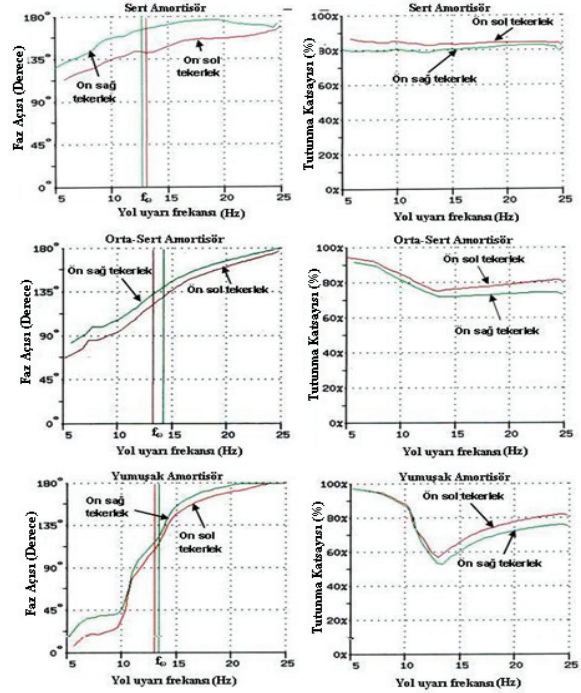 Sert Amortisör
Faz Açısı (Derece)
180°
135°
90°
45°
0°
Ön sağ
tekerlek
Ön sol
tekerlek
5
10
fω
15
20
25
Yol uyarı frekansı (Hz)
Sert Amortisör
Tutunma Katsayısı (%)
100%
80%
60%
40%
20%
0%
Ön sol tekerlek
Ön sağ tekerlek
5
10
15
20
25
Yol uyarı frekansı (Hz)
Orta-Sert Amortisör
Faz Açısı (Derece)
180°
135°
90°
45°
0°
Ön sağ tekerlek
Ön sol tekerlek
5
10
fω
15
20
25
Yol uyarı frekansı (Hz)
Orta-Sert Amortisör
Tutunma Katsayısı (%)
100%
80%
60%
40%
20%
0%
Ön sol tekerlek
Ön sağ tekerlek
5
10
15
20
25
Yol uyarı frekansı (Hz)
Yumuşak Amortisör
Faz Açısı (Derece)
180°
135°
90°
45°
0°
Ön sağ
tekerlek
Ön sol
tekerlek
5
10
fω
15
20
25
Yol uyarı frekansı (Hz)
Yumuşak Amortisör
Tutunma Katsayısı (%)
100%
80%
60%
40%
20%
0%
Ön sol tekerlek
Ön sağ tekerlek
5
10
15
20
25
Yol uyarı frekansı (Hz)